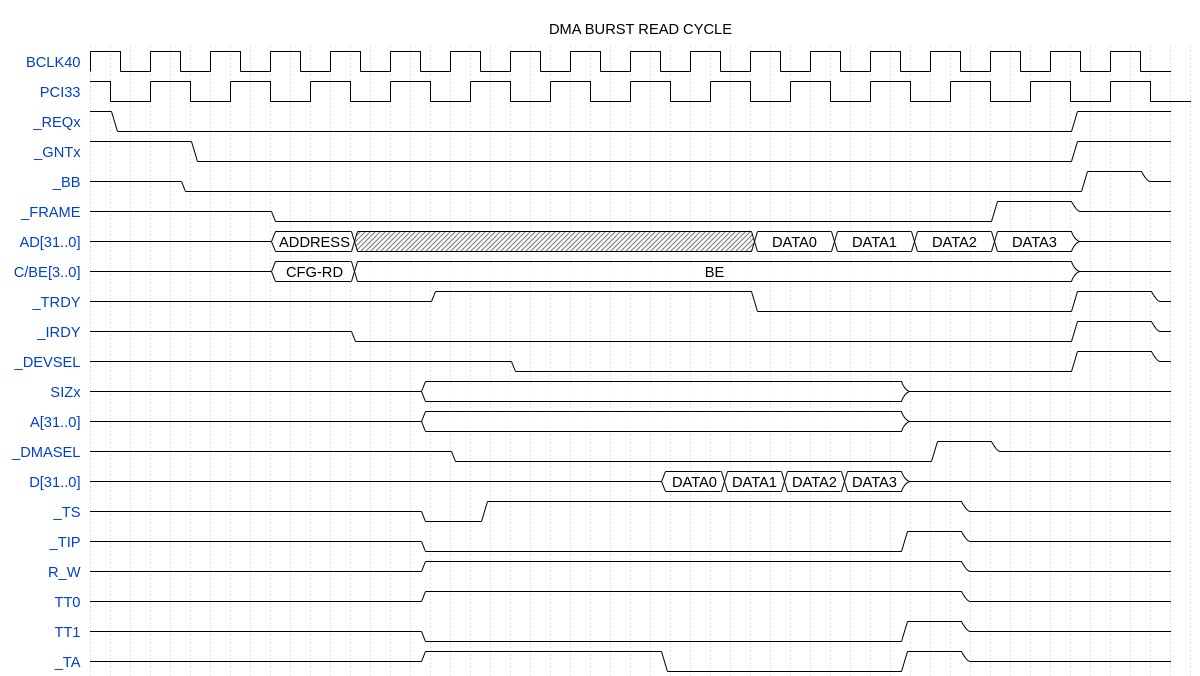 DMA BURST READ CYCLE
BCLK40
PCI33
_REQx
_GNTx
_BB
_FRAME
AD[31..0] ADDRESS DATA0 DATA1 DATA2 DATA3
C/BE[3..0] CFG-RD BE
_TRDY
_IRDY
_DEVSEL
SIZx
A[31..0]
_DMASEL
D[31..0] DATA0 DATA1 DATA2 DATA3
_TS
_TIP
R_W
TT0
TT1
_TA